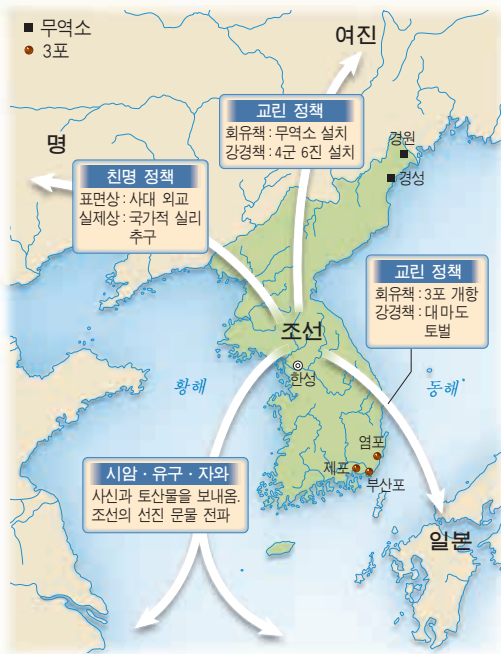 ■ 무역소
● 3포
여진
명
교린 정책
회유책 : 무역소 설치
강경책 : 4군 6진 설치
경원
경성
친명 정책
표면상 : 사대 외교
실제상 : 국가적 실리
추구
교린 정책
회유책 : 3포 개항
강경책 : 대마도
토벌
조선
한성
황해
동해
염포
제포
부산포
시암 · 유구 · 자와
사신과 토산물을 보내옴.
조선의 선진 문물 전파
일본